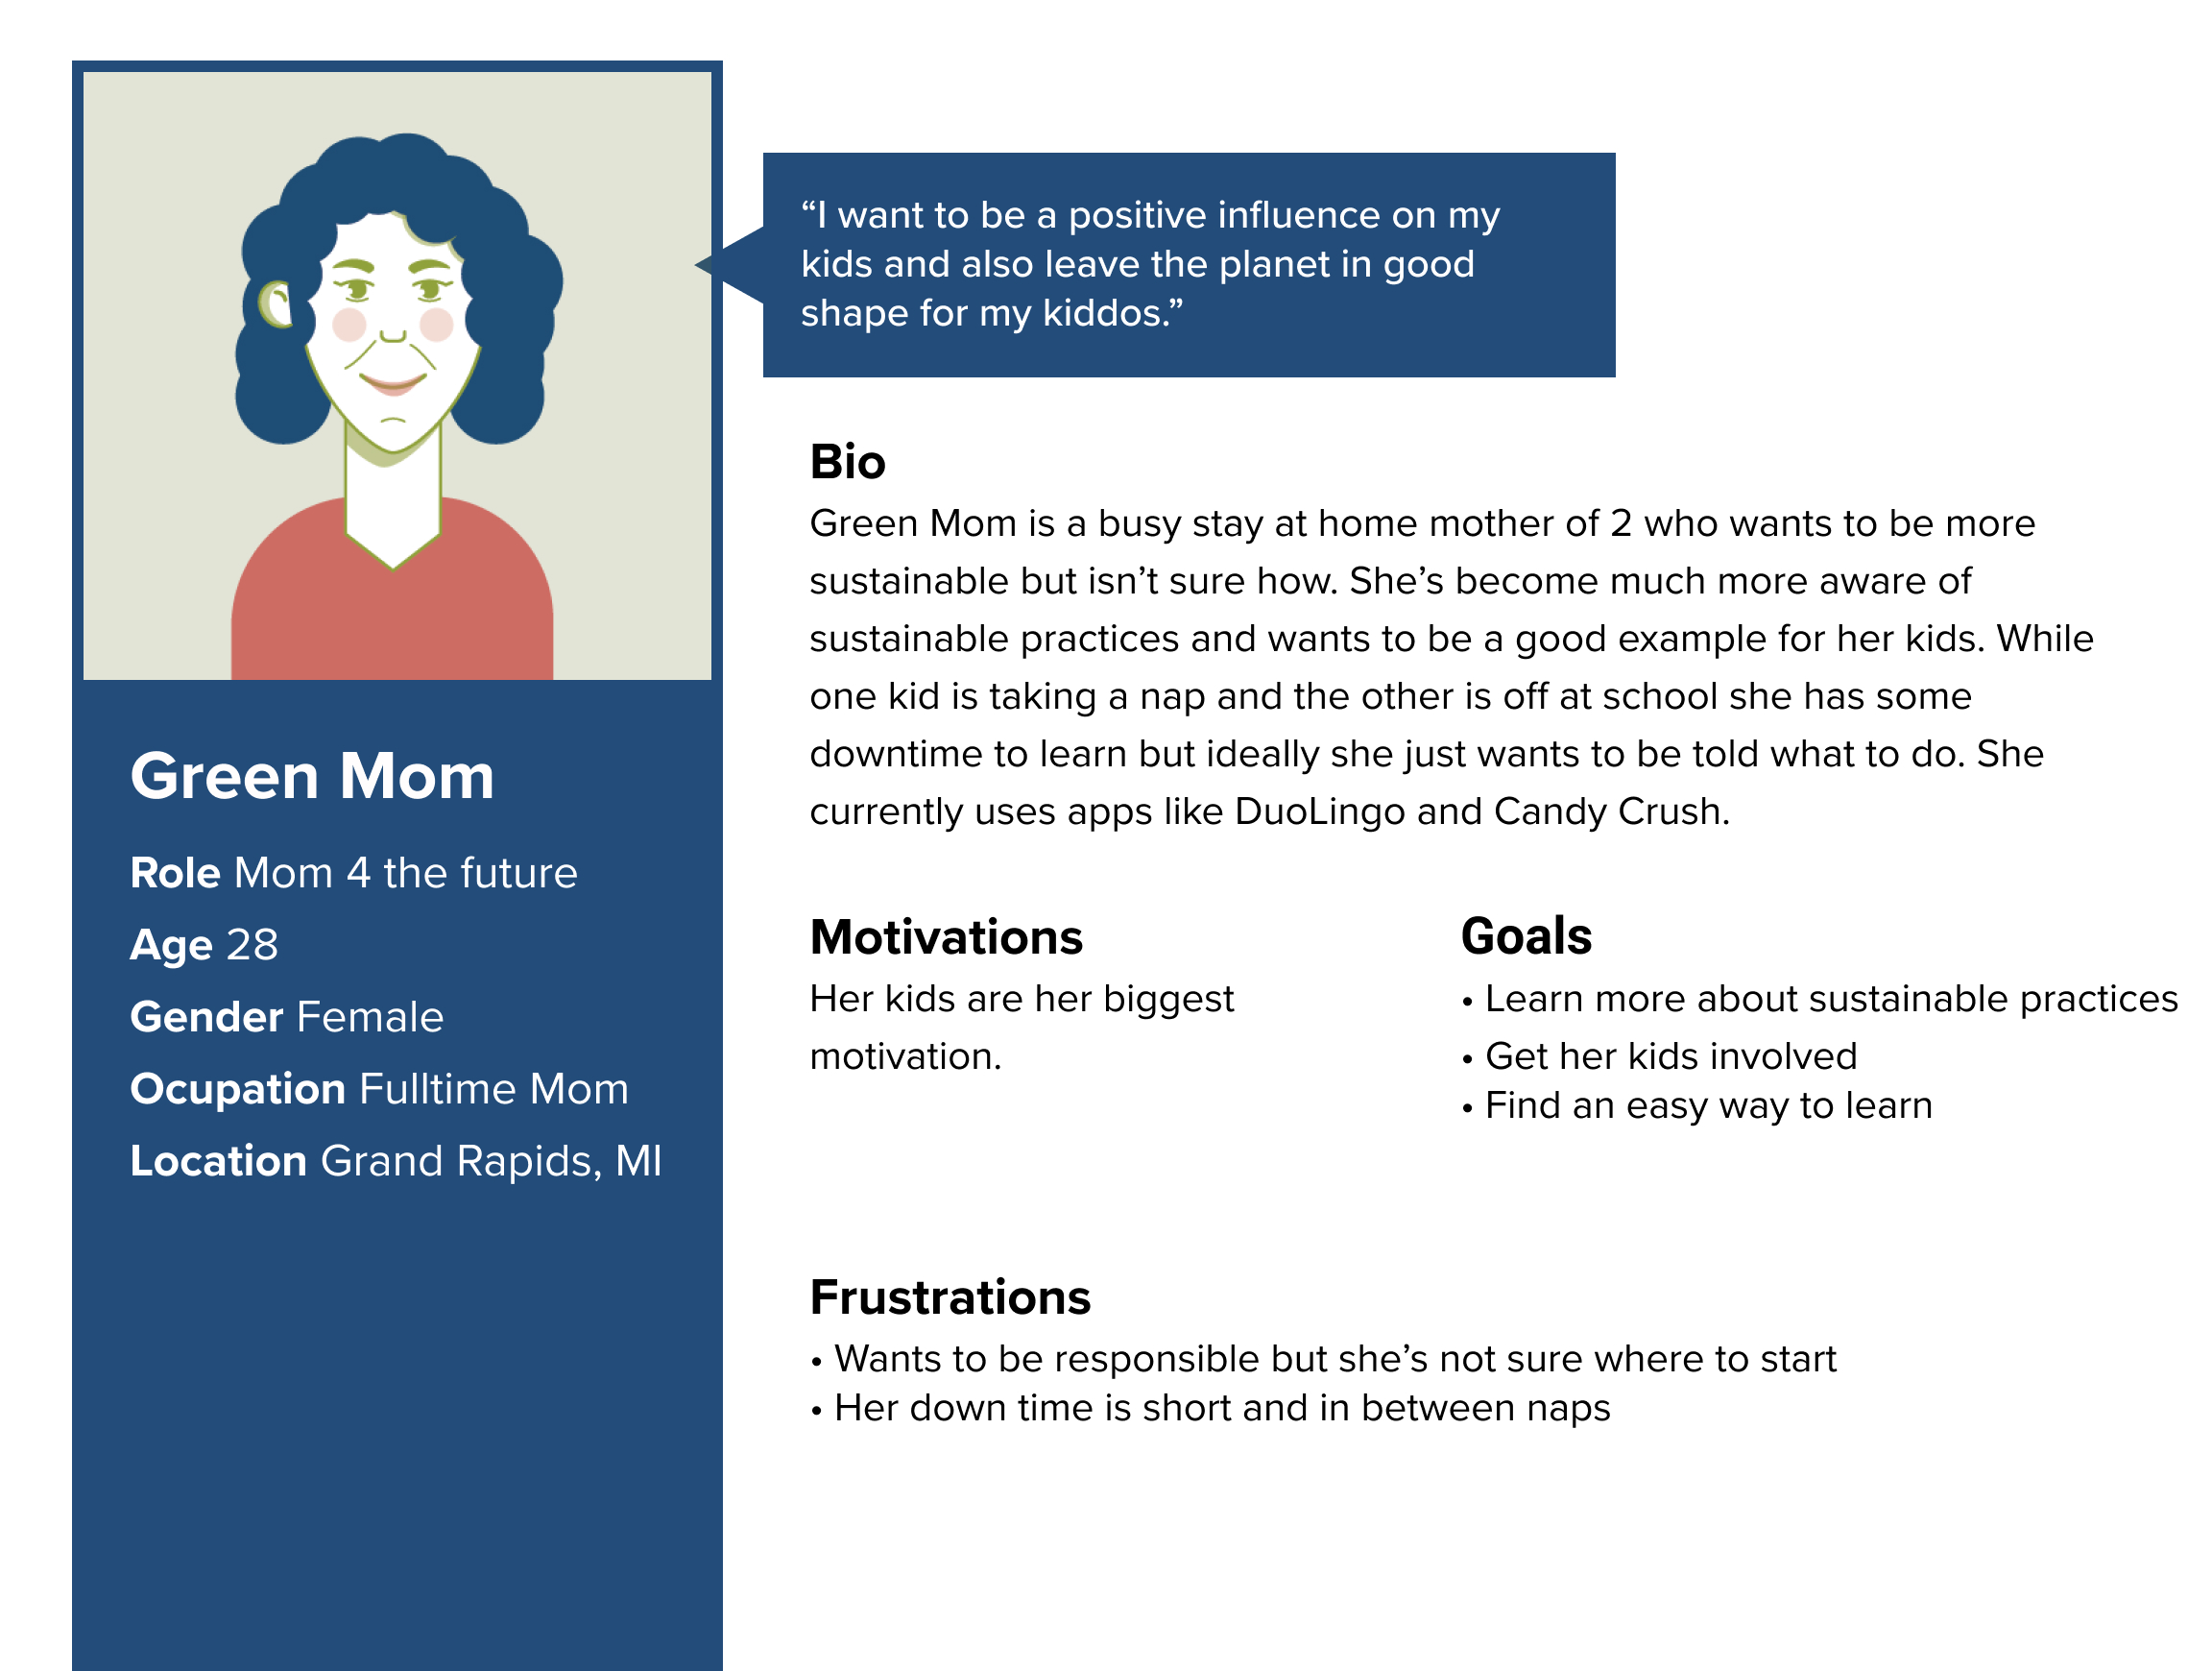 “I want to be a positive influence on my
kids and also leave the planet in good
shape for my kiddos.”
Green Mom
Role Mom 4 the future
Age 28
Gender Female
Ocupation Fulltime Mom
Location Grand Rapids, MI
Bio
Green Mom is a busy stay at home mother of 2 who wants to be more
sustainable but isn’t sure how. She’s become much more aware of
sustainable practices and wants to be a good example for her kids. While
one kid is taking a nap and the other is off at school she has some
downtime to learn but ideally she just wants to be told what to do. She
currently uses apps like DuoLingo and Candy Crush.
Motivations
Her kids are her biggest
motivation.
Goals
• Learn more about sustainable practices
• Get her kids involved
• Find an easy way to learn
Frustrations
• Wants to be responsible but she’s not sure where to start
• Her down time is short and in between naps